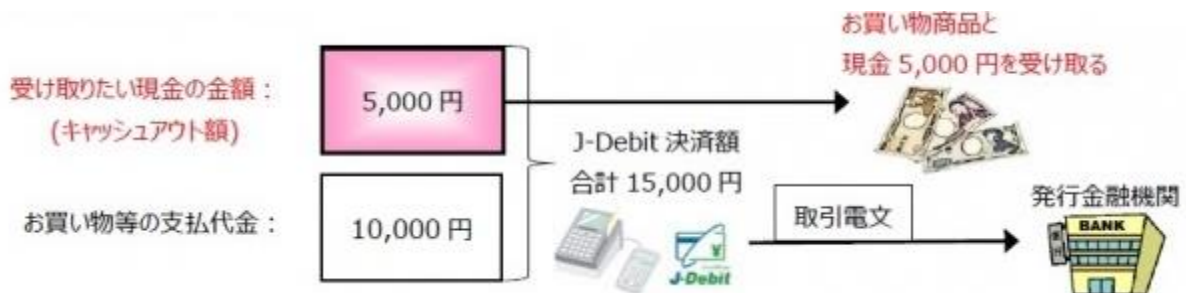 お買い物商品と
現金 5,000 円を受け取る
受け取りたい現金の金額：
(キャッシュアウト額)
5,000 円
J-Debit 決済額
合計 15,000 円
お買い物等の支払代金：
10,000 円
取引電文
発行金融機関
BANK
J-Debit